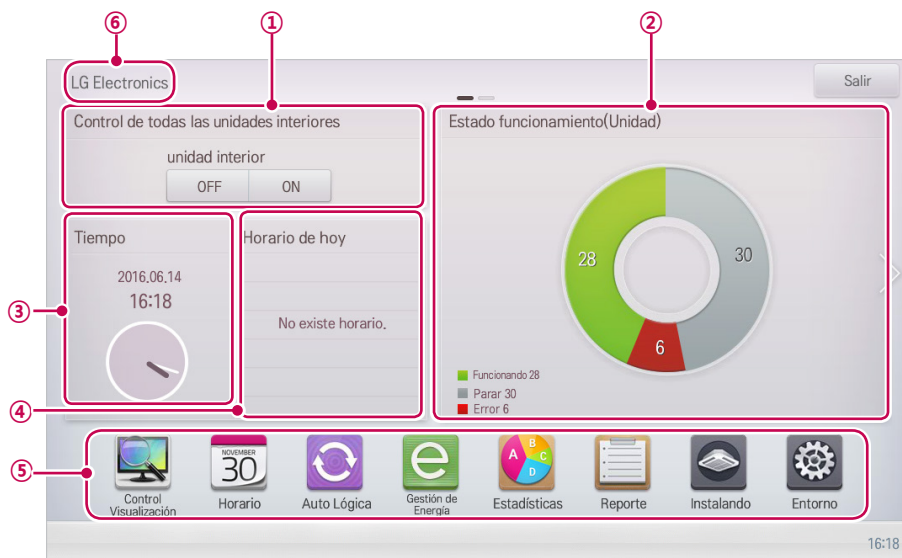 ⑥ ① ②
LG Electronics
Salir
Control de todas las unidades interiores
unidad interior
OFF ON
Estado funcionamiento(Unidad)
28
30
6
Funcionando 28
Parar 30
Error 6
③
Tiempo
2016.06.14
16:18
④
Horario de hoy
No existe horario.
⑤
Control
Visualización
NOVEMBER
30
Horario
Auto Lógica
e
Gestión de
Energía
A B C D
Estadísticas
Reporte
Instalando
Entorno
16:18